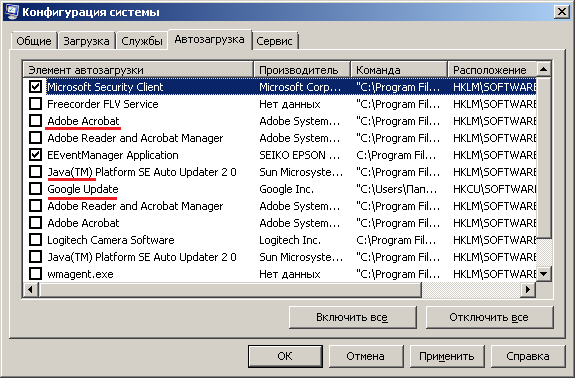 Конфигурация системы
Общие Загрузка Службы Автозагрузка Сервис
Элемент автозагрузки Производитель Команда Расположение
Microsoft Security Client Microsoft Corp... "C:\Program Fil... HKLM\SOFTWARE
Freecorder FLV Service Нет данных "C:\Program Fil... HKLM\SOFTWARE
Adobe Acrobat Adobe System... "C:\Program Fil... HKLM\SOFTWARE
Adobe Reader and Acrobat Manager Adobe System... "C:\Program Fil... HKLM\SOFTWARE
EEventManager Application SEIKO EPSON ... C:\Program Fil... HKLM\SOFTWARE
Java(TM) Platform SE Auto Updater 2 0 Sun Microsyste... "C:\Program Fil... HKLM\SOFTWARE
Google Update Google Inc. "C:\Users\Пап... HKCU\SOFTWARE
Adobe Reader and Acrobat Manager Adobe System... "C:\Program Fil... HKLM\SOFTWARE
Adobe Acrobat Adobe System... "C:\Program Fil... HKLM\SOFTWARE
Logitech Camera Software Logitech Inc. C:\Program Fil... HKLM\SOFTWARE
Java(TM) Platform SE Auto Updater 2 0 Sun Microsyste... "C:\Program Fil... HKLM\SOFTWARE
wmagent.exe Нет данных "C:\Program Fil... HKLM\SOFTWARE
Включить все Отключить все
OK Отмена Применить Справка